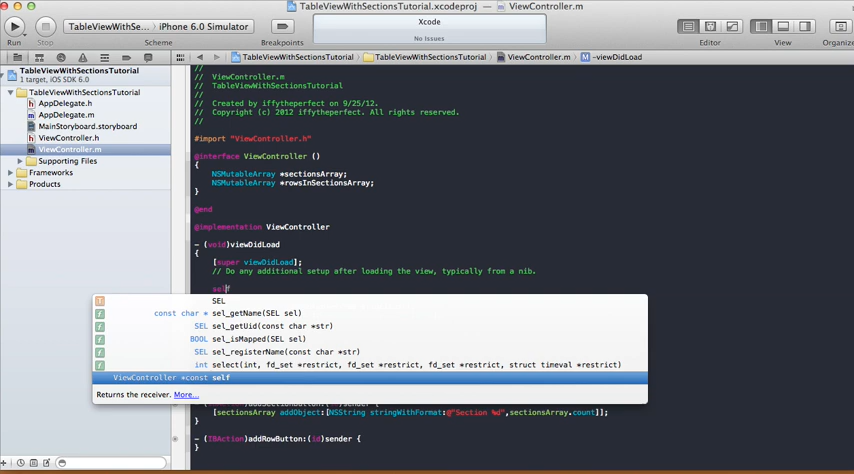 TableViewWithSectionsTutorial.xcodeproj — ViewController.m
TableViewWithSe... iPhone 6.0 Simulator
Xcode
No Issues
Run Stop Scheme Breakpoints Editor View Organize
TableViewWithSectionsTutorial TableViewWithSectionsTutorial ViewController.m M -viewDidLoad
TableViewWithSectionsTutorial
1 target, iOS SDK 6.0
TableViewWithSectionsTutorial
AppDelegate.h
AppDelegate.m
MainStoryboard.storyboard
ViewController.h
ViewController.m
Supporting Files
Frameworks
Products
//
// ViewController.m
// TableViewWithSectionsTutorial
//
// Created by iffytheperfect on 9/25/12.
// Copyright (c) 2012 iffytheperfect. All rights reserved.
//
#import "ViewController.h"
@interface ViewController ()
{
NSMutableArray *sectionsArray;
NSMutableArray *rowsInSectionsArray;
}
@end
@implementation ViewController
- (void)viewDidLoad
{
[super viewDidLoad];
// Do any additional setup after loading the view, typically from a nib.
self
T SEL
f const char * sel_getName(SEL sel)
f SEL sel_getUid(const char *str)
f BOOL sel_isMapped(SEL sel)
f SEL sel_registerName(const char *str)
f int select(int, fd_set *restrict, fd_set *restrict, fd_set *restrict, struct timeval *restrict)
ViewController *const self
Returns the receiver. More...
[sectionsArray addObject:[NSString stringWithFormat:@"Section %d",sectionsArray.count]];
}
- (IBAction)addRowButton:(id)sender {
}